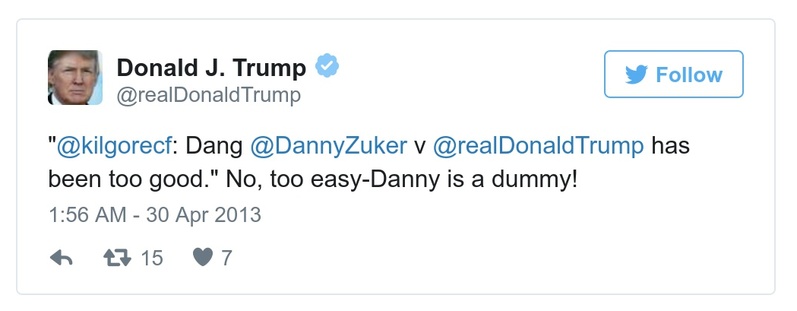 Donald J. Trump
@realDonaldTrump
Follow
"@kilgorecf: Dang @DannyZuker v @realDonaldTrump has
been too good." No, too easy-Danny is a dummy!
1:56 AM - 30 Apr 2013
15 7